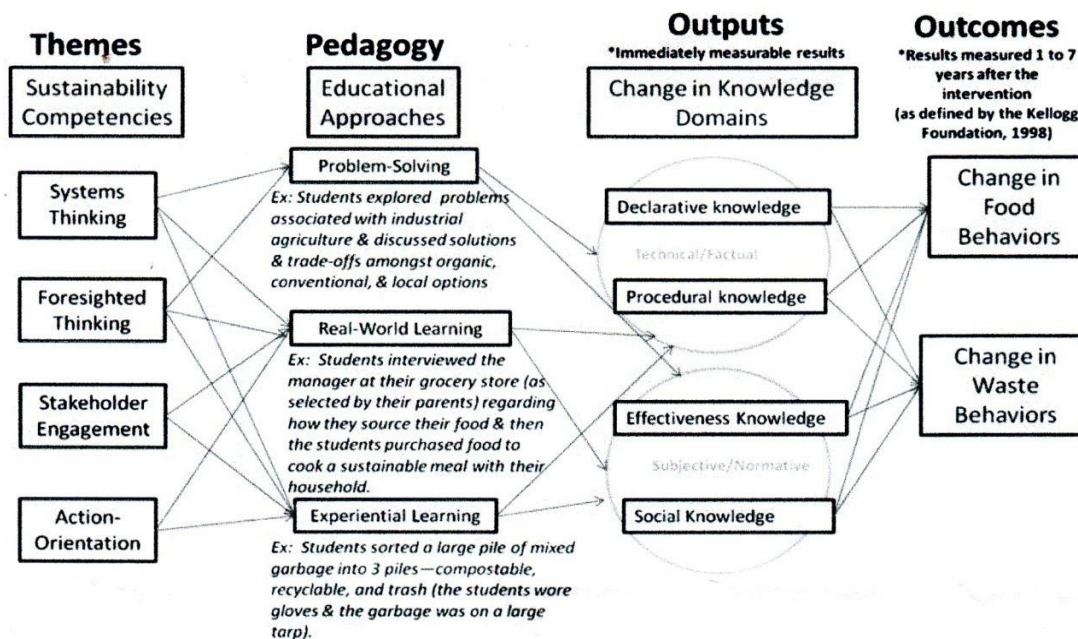 Themes
Sustainability
Competencies
Systems
Thinking
Foresighted
Thinking
Stakeholder
Engagement
Action-
Orientation
Pedagogy
Educational
Approaches
Problem-Solving
Ex: Students explored problems
associated with industrial
agriculture & discussed solutions
& trade-offs amongst organic,
conventional, & local options
Real-World Learning
Ex: Students interviewed the
manager at their grocery store (as
selected by their parents) regarding
how they source their food & then
the students purchased food to
cook a sustainable meal with their
household.
Experiential Learning
Ex: Students sorted a large pile of mixed
garbage into 3 piles—compostable,
recyclable, and trash (the students wore
gloves & the garbage was on a large
tarp).
Outputs
*Immediately measurable results
Change in Knowledge
Domains
Declarative knowledge
Technical/Factual
Procedural knowledge
Effectiveness Knowledge
Subjective/Normative
Social Knowledge
Outcomes
*Results measured 1 to 7
years after the
intervention
(as defined by the Kellogg
Foundation, 1998)
Change in
Food
Behaviors
Change in
Waste
Behaviors